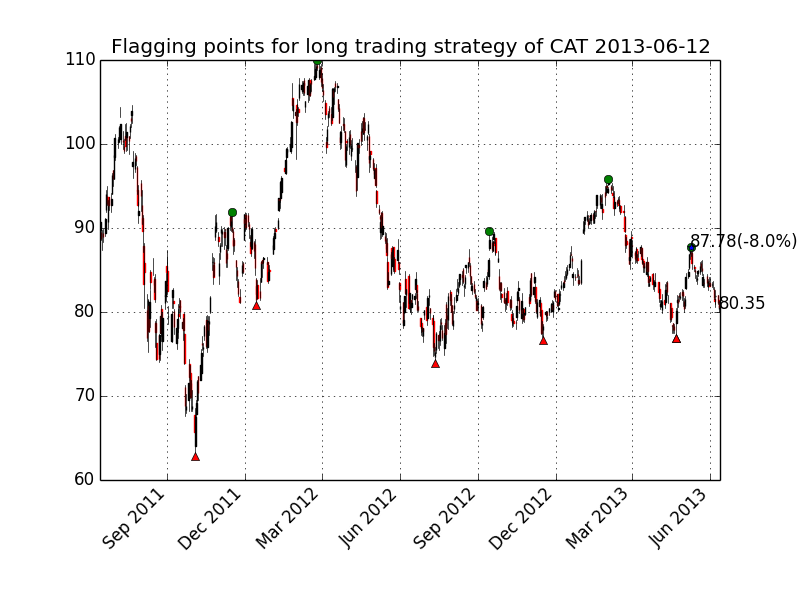 Flagging points for long trading strategy of CAT 2013-06-12
110
100
90
87.78(-8.0%)
80
80.35
70
60
Sep 2011
Dec 2011
Mar 2012
Jun 2012
Sep 2012
Dec 2012
Mar 2013
Jun 2013